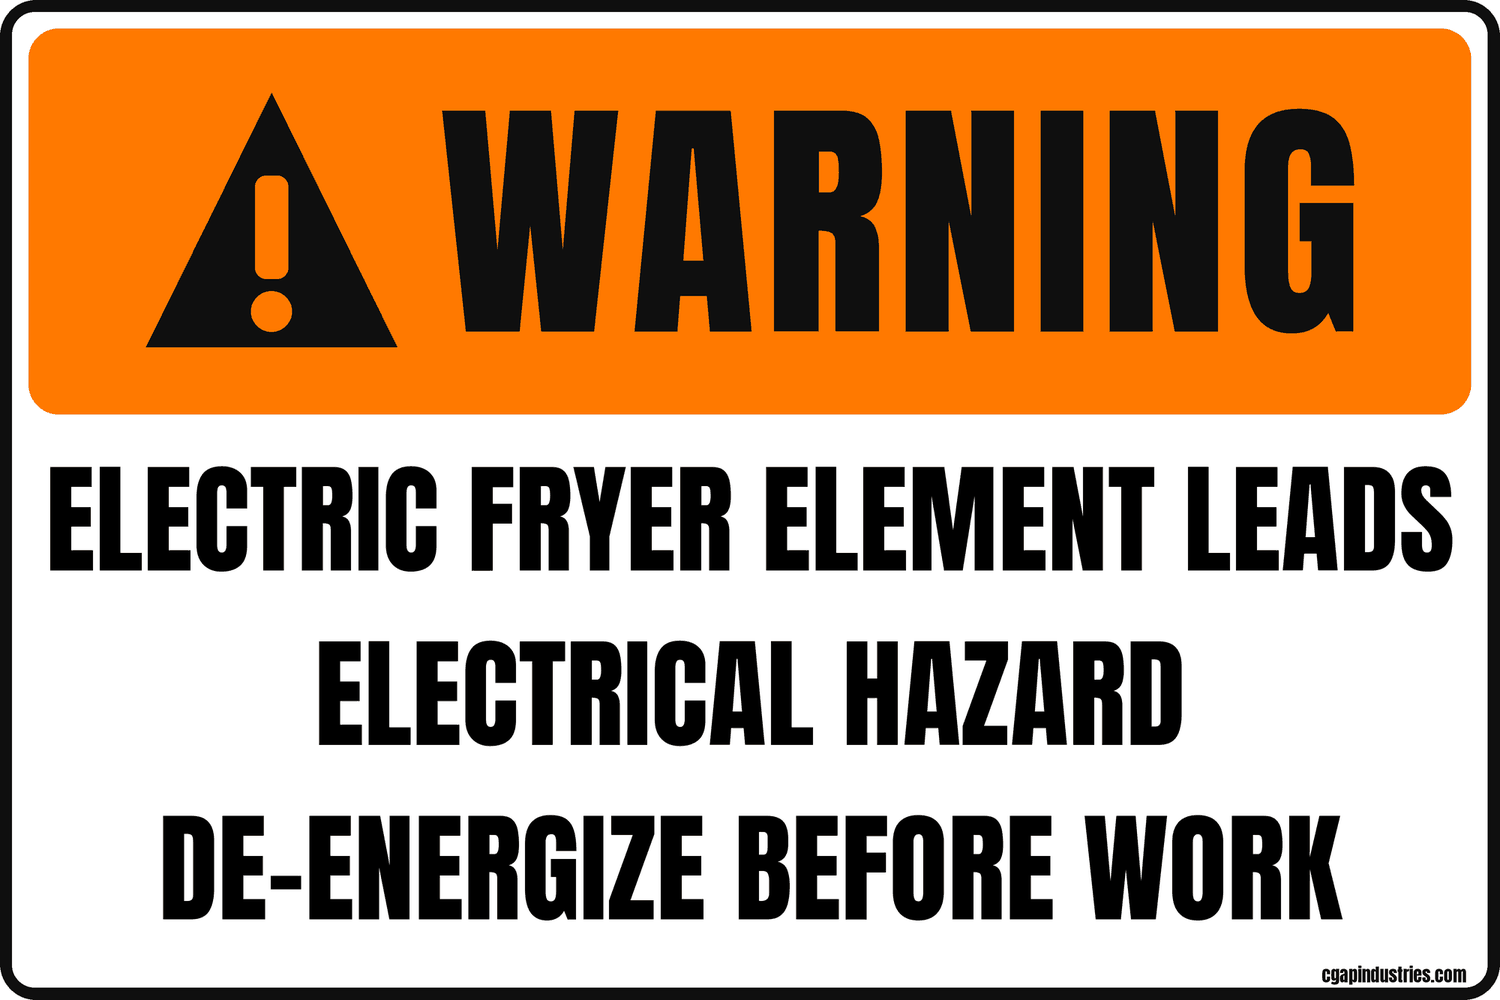 WARNING
ELECTRIC FRYER ELEMENT LEADS
ELECTRICAL HAZARD
DE-ENERGIZE BEFORE WORK
cgapindustries.com